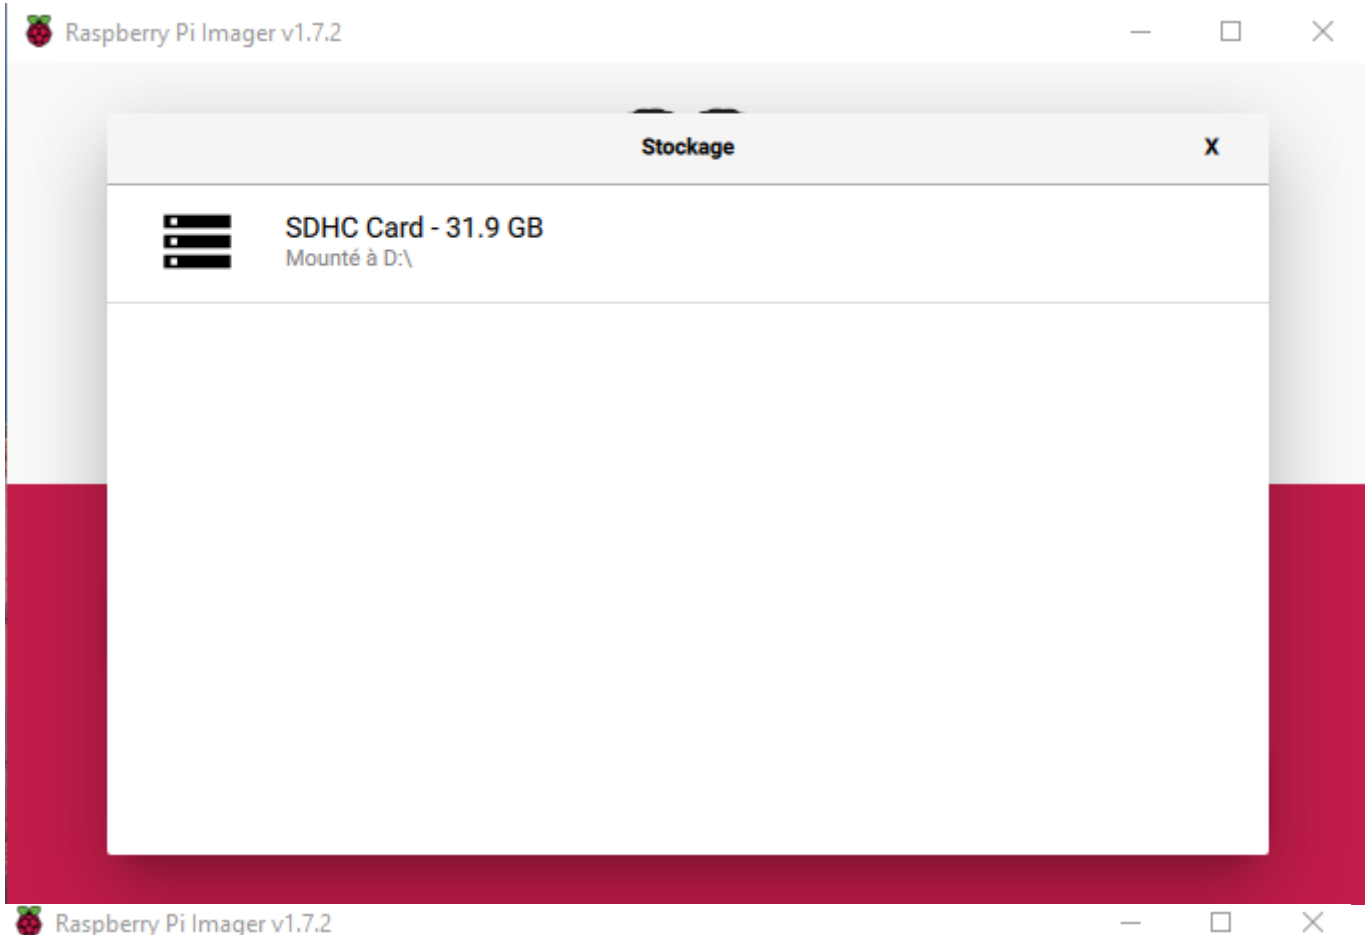 Raspberry Pi Imager v1.7.2
Stockage
X
SDHC Card - 31.9 GB
Mounté à D:\
Raspberry Pi Imager v1.7.2